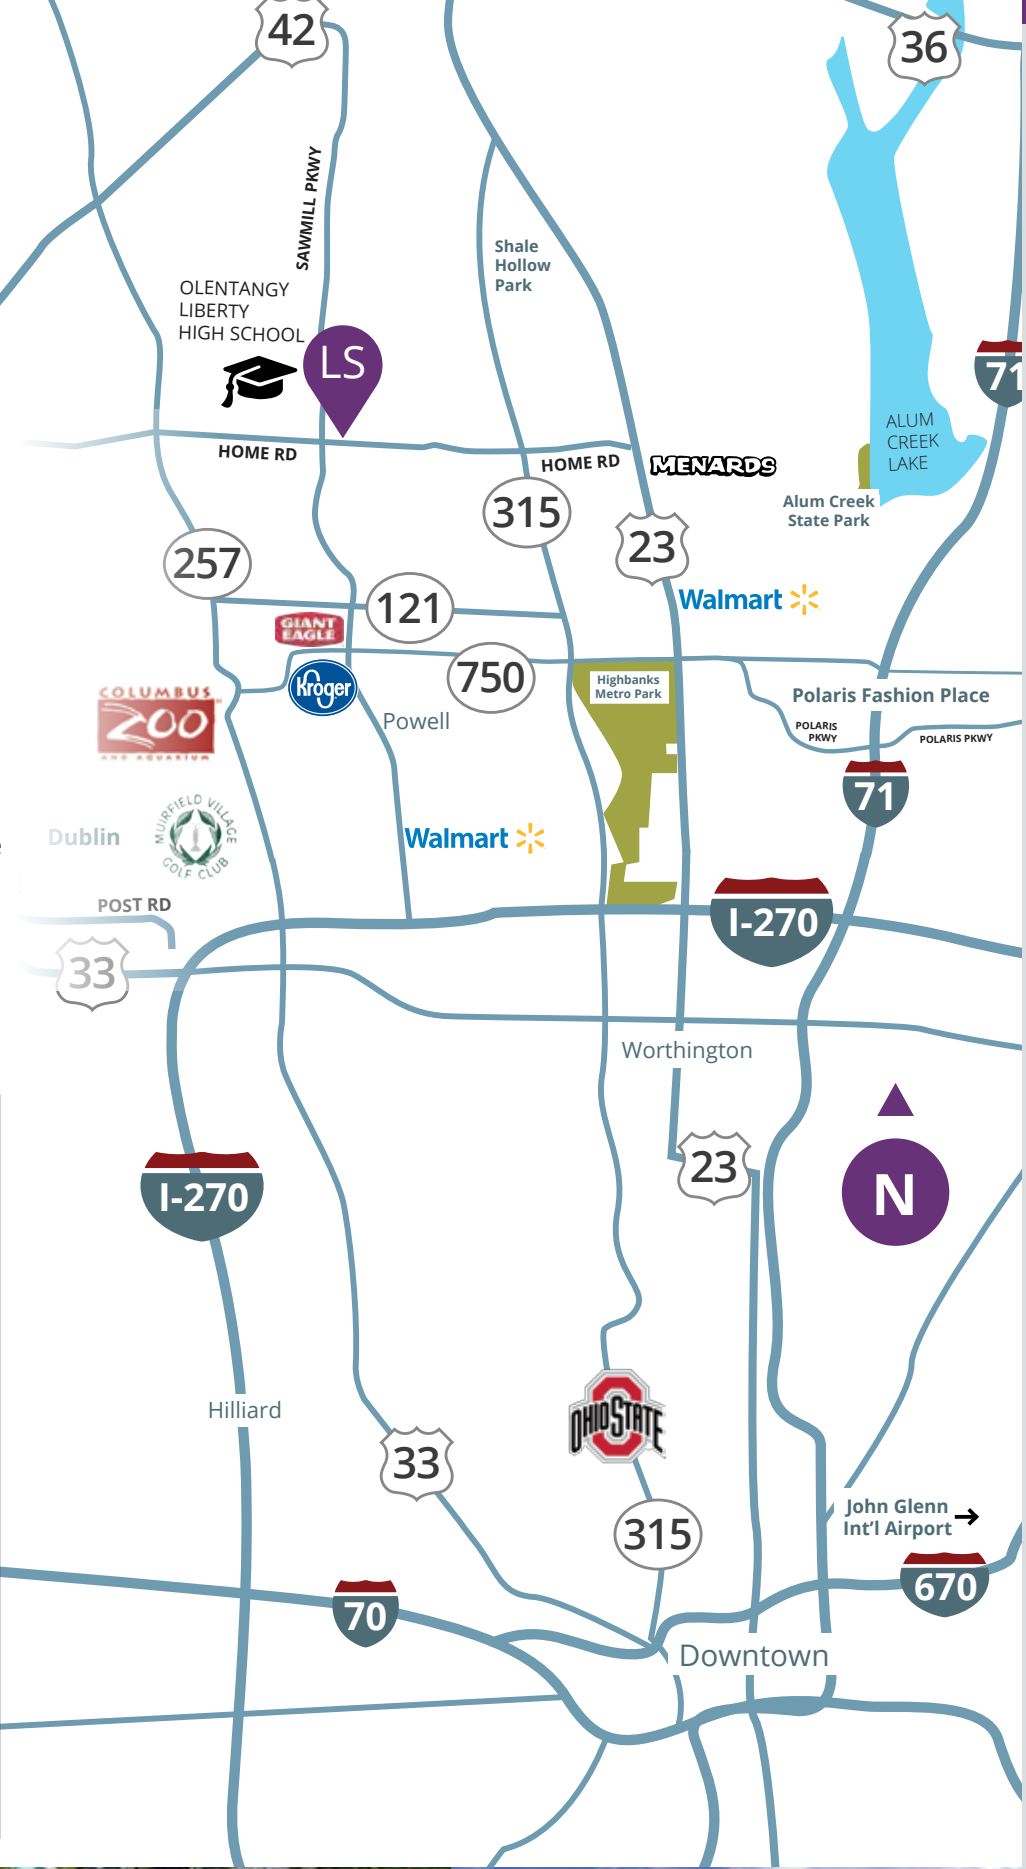 42
36
SAWMILL PKWY
Shale
Hollow
Park
OLENTANGY
LIBERTY
HIGH SCHOOL
LS
71
ALUM
CREEK
LAKE
HOME RD
HOME RD
MENARDS
Alum Creek
State Park
315
23
257
121
Walmart
GIANT
EAGLE
Kroger
750
Highbanks
Metro Park
Polaris Fashion Place
COLUMBUS
ZOO
AND AQUARIUM
Powell
POLARIS
PKWY
POLARIS PKWY
71
Dublin
MUIRFIELD VILLAGE
GOLF CLUB
Walmart
POST RD
I-270
33
Worthington
23
I-270
N
Hilliard
OHIO STATE
33
315
John Glenn
Int'l Airport
70
670
Downtown